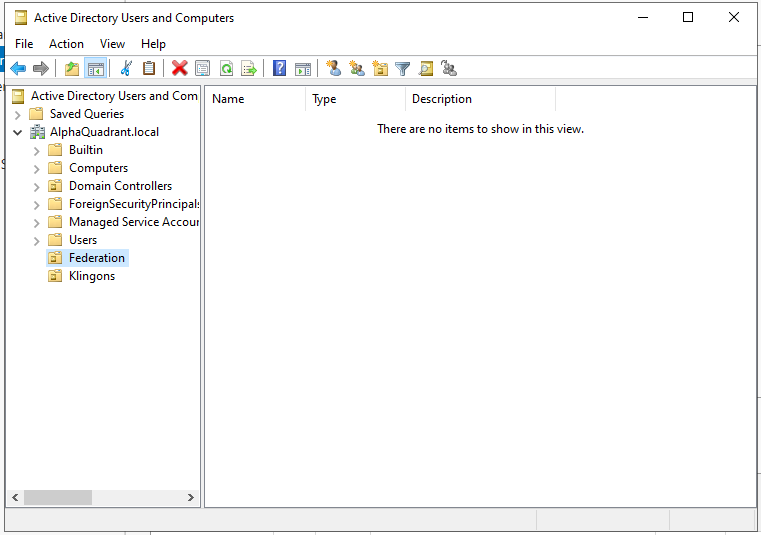 Active Directory Users and Computers
File Action View Help
Active Directory Users and Com
Saved Queries
AlphaQuadrant.local
Builtin
Computers
Domain Controllers
ForeignSecurityPrincipals
Managed Service Accour
Users
Federation
Klingons
Name Type Description
There are no items to show in this view.